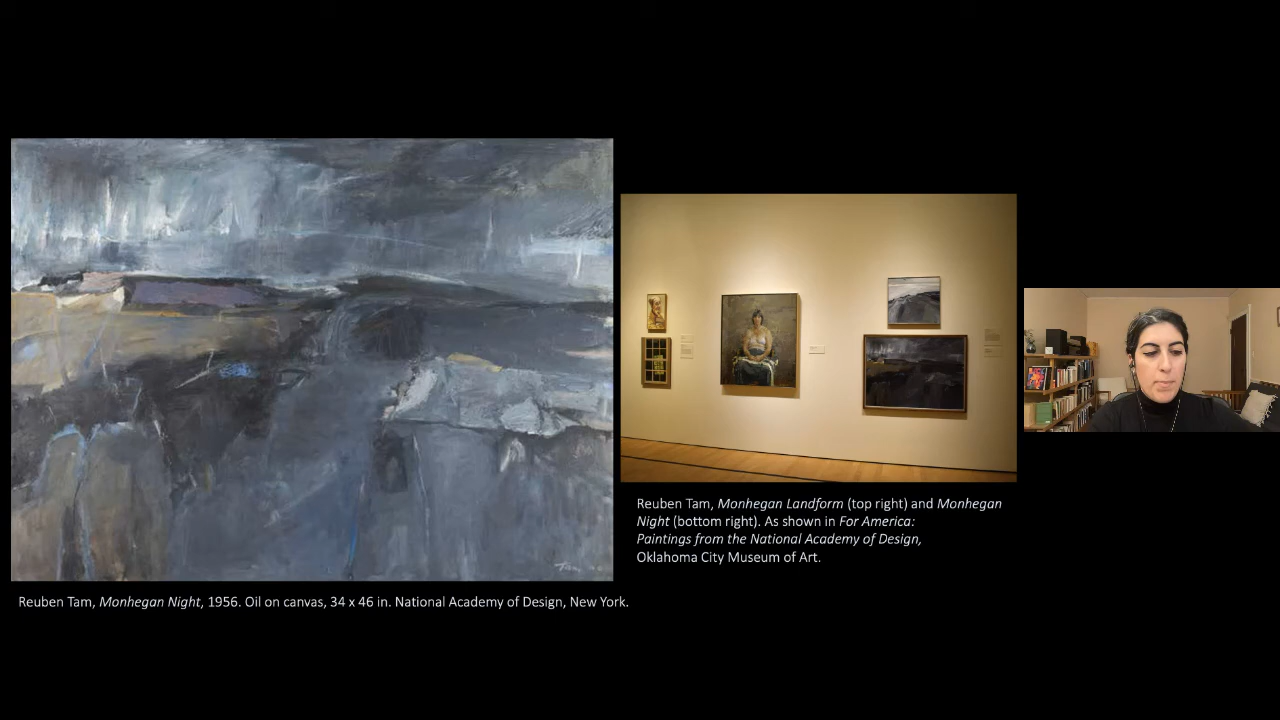 Reuben Tam, Monhegan Night, 1956. Oil on canvas, 34 x 46 in. National Academy of Design, New York.
Reuben Tam, Monhegan Landform (top right) and Monhegan
Night (bottom right). As shown in For America:
Paintings from the National Academy of Design,
Oklahoma City Museum of Art.
Tam